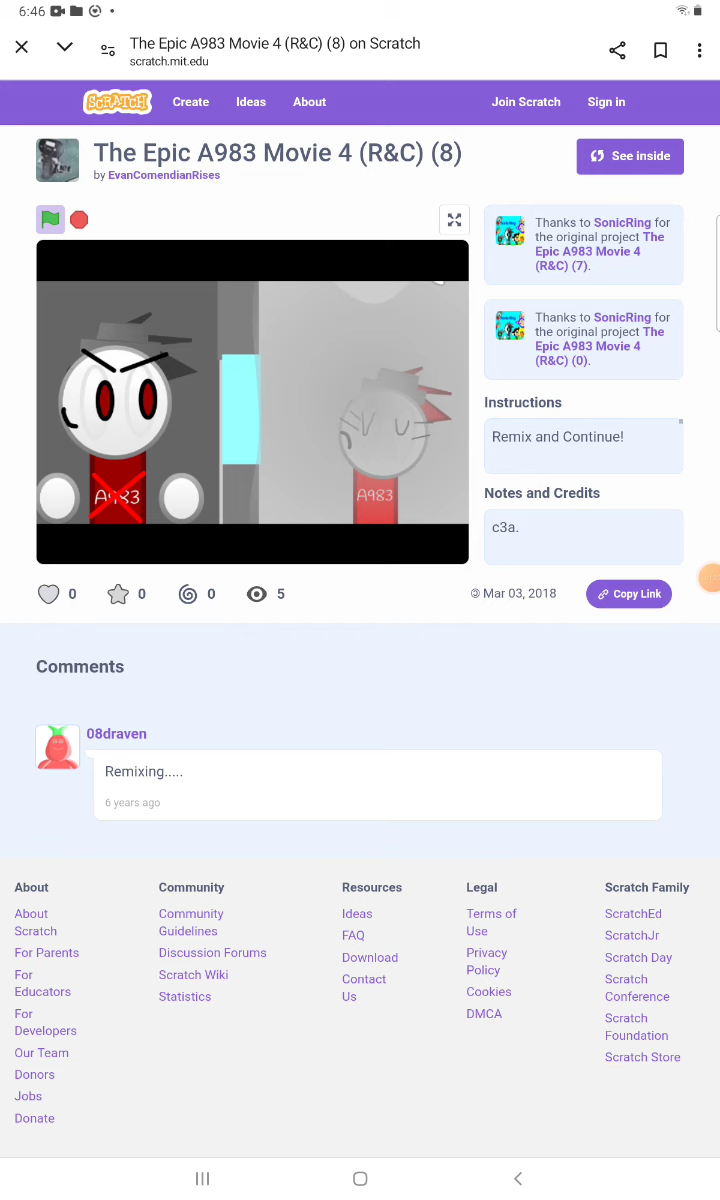 6:46
The Epic A983 Movie 4 (R&C) (8) on Scratch
scratch.mit.edu
SCRATCH Create Ideas About Join Scratch Sign in
The Epic A983 Movie 4 (R&C) (8)
by EvanComendianRises
See inside
Thanks to SonicRing for
the original project The
Epic A983 Movie 4
(R&C) (7).
Thanks to SonicRing for
the original project The
Epic A983 Movie 4
(R&C) (0).
Instructions
Remix and Continue!
Notes and Credits
c3a.
A983
A983
0 0 0 5
© Mar 03, 2018
Copy Link
Comments
08draven
Remixing.....
6 years ago
About
About
Scratch
For Parents
For
Educators
For
Developers
Our Team
Donors
Jobs
Donate
Community
Community
Guidelines
Discussion Forums
Scratch Wiki
Statistics
Resources
Ideas
FAQ
Download
Contact
Us
Legal
Terms of
Use
Privacy
Policy
Cookies
DMCA
Scratch Family
ScratchEd
ScratchJr
Scratch Day
Scratch
Conference
Scratch
Foundation
Scratch Store